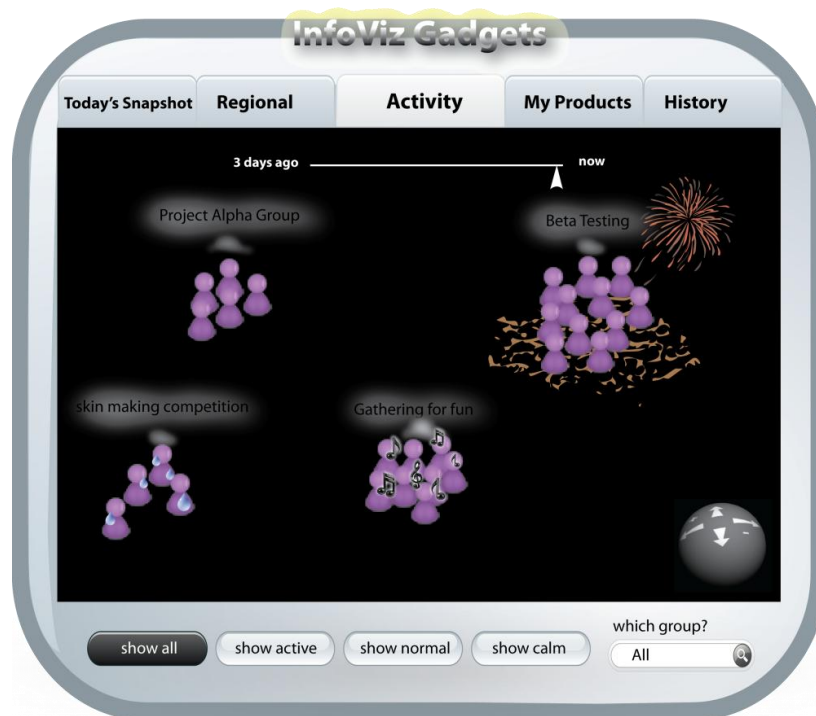 InfoViz Gadgets
Today's Snapshot
Regional
Activity
My Products
History
3 days ago
now
Project Alpha Group
Beta Testing
skin making competition
Gathering for fun
which group?
show all
show active
show normal
show calm
All